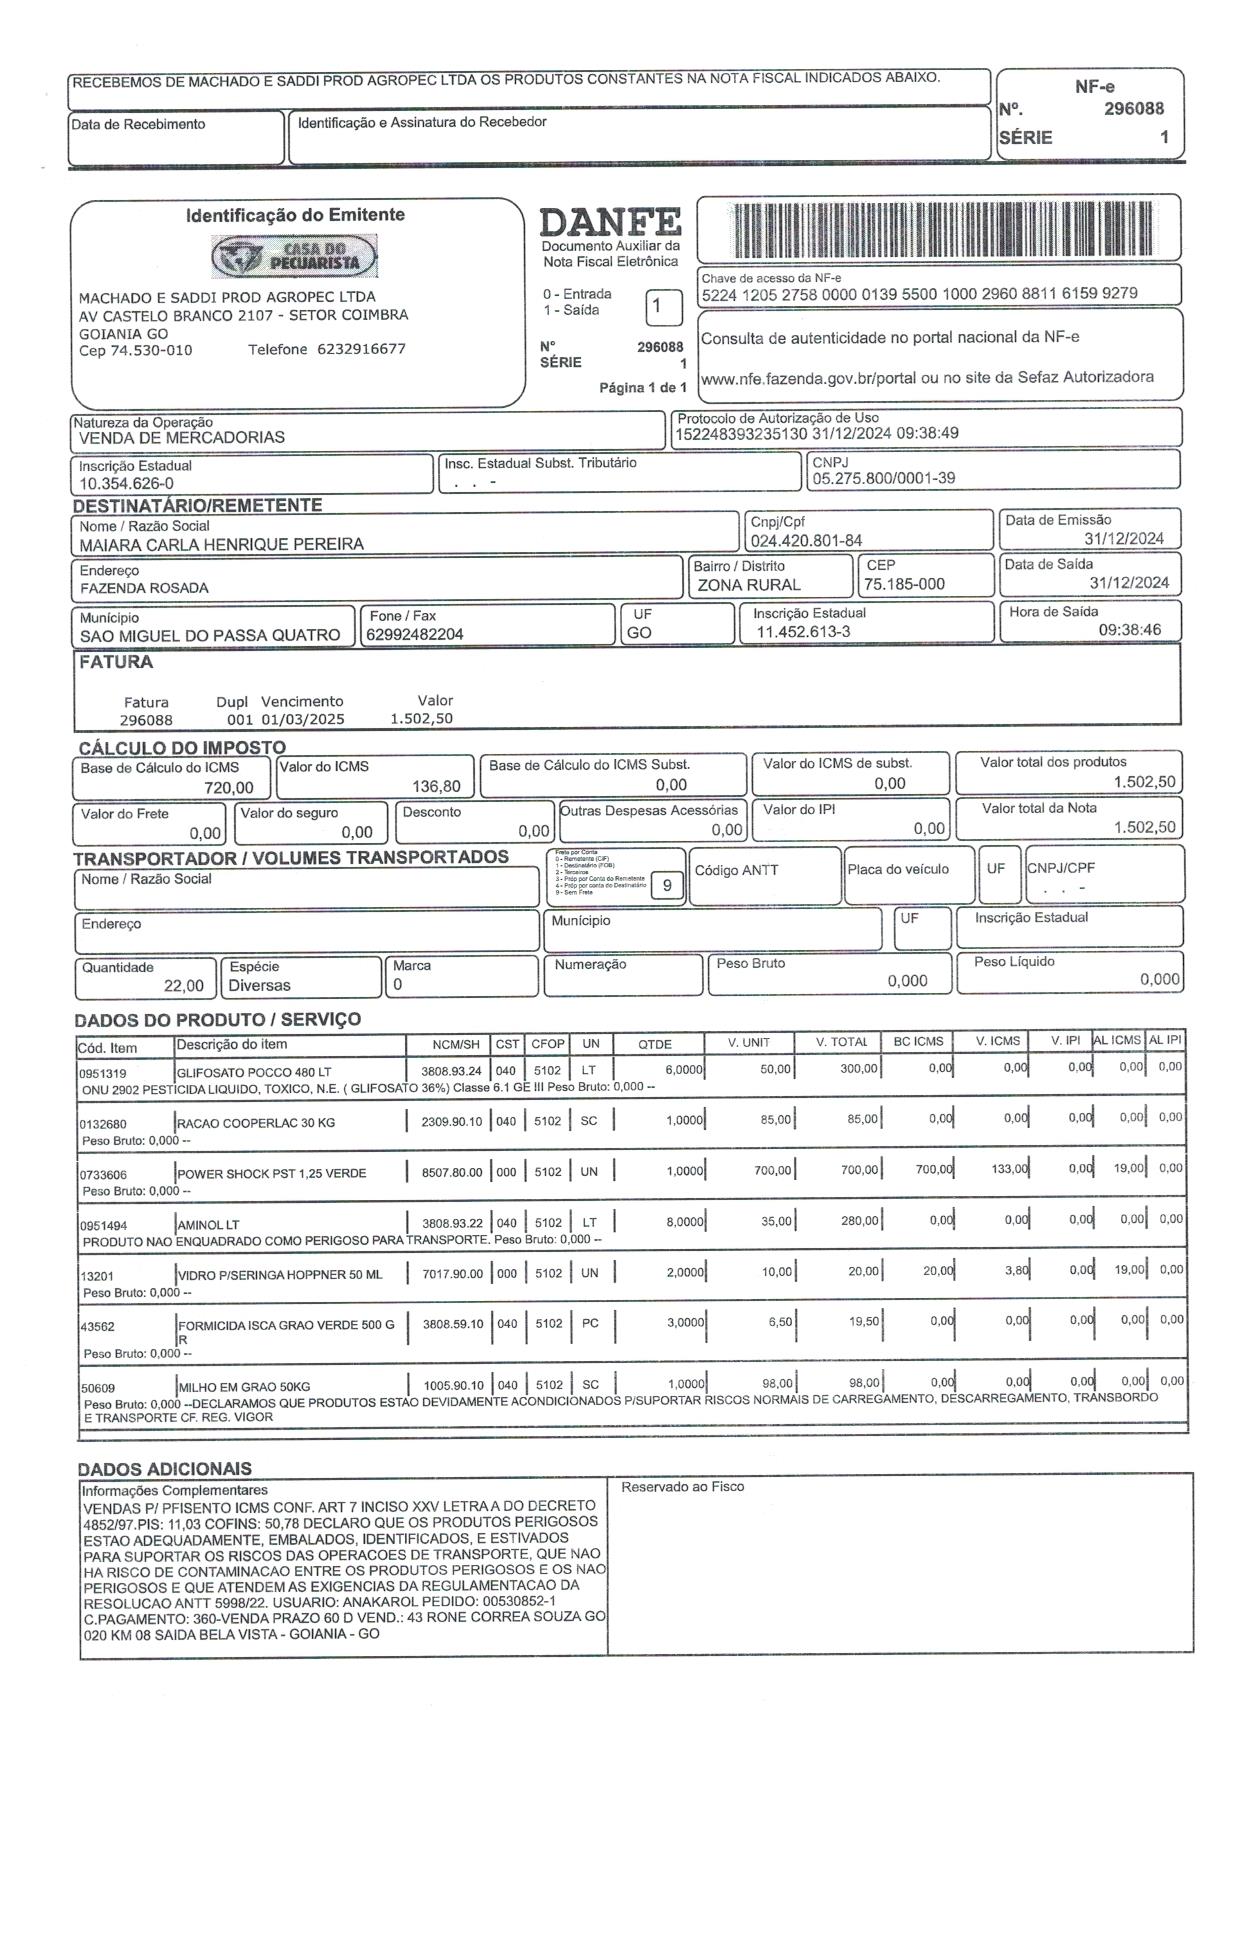 RECEBEMOS DE MACHADO E SADDI PROD AGROPEC LTDA OS PRODUTOS CONSTANTES NA NOTA FISCAL INDICADOS ABAIXO.
Data de Recebimento
Identificação e Assinatura do Recebedor
NF-e
Nº. 296088
SÉRIE 1
Identificação do Emitente
CASA DO
PECUARISTA
MACHADO E SADDI PROD AGROPEC LTDA
AV CASTELO BRANCO 2107 - SETOR COIMBRA
GOIANIA GO
Cep 74.530-010 Telefone 6232916677
DANFE
Documento Auxiliar da
Nota Fiscal Eletrônica
0 - Entrada
1 - Saída
1
Nº 296088
SÉRIE 1
Página 1 de 1
Chave de acesso da NF-e
5224 1205 2758 0000 0139 5500 1000 2960 8811 6159 9279
Consulta de autenticidade no portal nacional da NF-e
www.nfe.fazenda.gov.br/portal ou no site da Sefaz Autorizadora
Natureza da Operação
VENDA DE MERCADORIAS
Protocolo de Autorização de Uso
152248393235130 31/12/2024 09:38:49
Inscrição Estadual
10.354.626-0
Insc. Estadual Subst. Tributário
. . -
CNPJ
05.275.800/0001-39
DESTINATÁRIO/REMETENTE
Nome / Razão Social
MAIARA CARLA HENRIQUE PEREIRA
Cnpj/Cpf
024.420.801-84
Data de Emissão
31/12/2024
Endereço
FAZENDA ROSADA
Bairro / Distrito
ZONA RURAL
CEP
75.185-000
Data de Saída
31/12/2024
Munícipio
SAO MIGUEL DO PASSA QUATRO
Fone / Fax
62992482204
UF
GO
Inscrição Estadual
11.452.613-3
Hora de Saída
09:38:46
FATURA
Fatura Dupl Vencimento Valor
296088 001 01/03/2025 1.502,50
CÁLCULO DO IMPOSTO
Base de Cálculo do ICMS
720,00
Valor do ICMS
136,80
Base de Cálculo do ICMS Subst.
0,00
Valor do ICMS de subst.
0,00
Valor total dos produtos
1.502,50
Valor do Frete
0,00
Valor do seguro
0,00
Desconto
0,00
Outras Despesas Acessórias
0,00
Valor do IPI
0,00
Valor total da Nota
1.502,50
TRANSPORTADOR / VOLUMES TRANSPORTADOS
Nome / Razão Social
Frete por Conta
0 - Remetente (CIF)
1 - Destinatário (FOB)
2 - Terceiros
3 - Próp por Conta do Remetente
4 - Próp por conta do Destinatário
9 - Sem Frete
9
Código ANTT
Placa do veículo
UF
CNPJ/CPF
. . -
Endereço
Município
UF
Inscrição Estadual
Quantidade
22,00
Espécie
Diversas
Marca
0
Numeração
Peso Bruto
0,000
Peso Líquido
0,000
DADOS DO PRODUTO / SERVIÇO
Cód. Item Descrição do item NCM/SH CST CFOP UN QTDE V. UNIT V. TOTAL BC ICMS V. ICMS V. IPI AL ICMS AL IPI
0951319 GLIFOSATO POCCO 480 LT 3808.93.24 040 5102 LT 6,0000 50,00 300,00 0,00 0,00 0,00 0,00 0,00
ONU 2902 PESTICIDA LIQUIDO, TOXICO, N.E. ( GLIFOSATO 36%) Classe 6.1 GE III Peso Bruto: 0,000 --
0132680 RACAO COOPERLAC 30 KG 2309.90.10 040 5102 SC 1,0000 85,00 85,00 0,00 0,00 0,00 0,00 0,00
Peso Bruto: 0,000 --
0733606 POWER SHOCK PST 1,25 VERDE 8507.80.00 000 5102 UN 1,0000 700,00 700,00 700,00 133,00 0,00 19,00 0,00
Peso Bruto: 0,000 --
0951494 AMINOL LT 3808.93.22 040 5102 LT 8,0000 35,00 280,00 0,00 0,00 0,00 0,00 0,00
PRODUTO NAO ENQUADRADO COMO PERIGOSO PARA TRANSPORTE. Peso Bruto: 0,000 --
13201 VIDRO P/SERINGA HOPPNER 50 ML 7017.90.00 000 5102 UN 2,0000 10,00 20,00 20,00 3,80 0,00 19,00 0,00
Peso Bruto: 0,000 --
43562 FORMICIDA ISCA GRAO VERDE 500 G 3808.59.10 040 5102 PC 3,0000 6,50 19,50 0,00 0,00 0,00 0,00 0,00
R
Peso Bruto: 0,000 --
50609 MILHO EM GRAO 50KG 1005.90.10 040 5102 SC 1,0000 98,00 98,00 0,00 0,00 0,00 0,00 0,00
Peso Bruto: 0,000 --DECLARAMOS QUE PRODUTOS ESTAO DEVIDAMENTE ACONDICIONADOS P/SUPORTAR RISCOS NORMAIS DE CARREGAMENTO, DESCARREGAMENTO, TRANSBORDO
E TRANSPORTE CF. REG. VIGOR
DADOS ADICIONAIS
Informações Complementares
VENDAS P/ PFISENTO ICMS CONF. ART 7 INCISO XXV LETRA A DO DECRETO
4852/97.PIS: 11,03 COFINS: 50,78 DECLARO QUE OS PRODUTOS PERIGOSOS
ESTAO ADEQUADAMENTE, EMBALADOS, IDENTIFICADOS, E ESTIVADOS
PARA SUPORTAR OS RISCOS DAS OPERACOES DE TRANSPORTE, QUE NAO
HA RISCO DE CONTAMINACAO ENTRE OS PRODUTOS PERIGOSOS E OS NAO
PERIGOSOS E QUE ATENDEM AS EXIGENCIAS DA REGULAMENTACAO DA
RESOLUCAO ANTT 5998/22. USUARIO: ANAKAROL PEDIDO: 00530852-1
C.PAGAMENTO: 360-VENDA PRAZO 60 D VEND.: 43 RONE CORREA SOUZA GO
020 KM 08 SAIDA BELA VISTA - GOIANIA - GO
Reservado ao Fisco